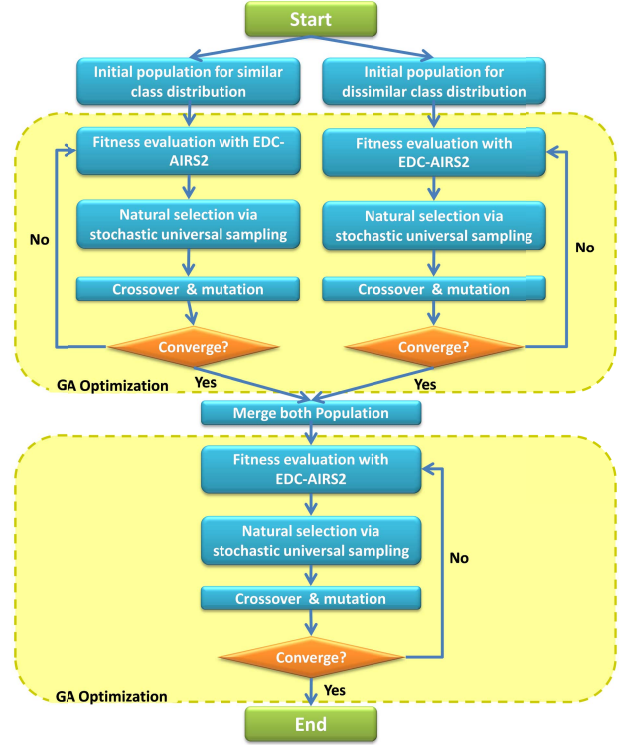 Start
Initial population for similar
class distribution
Initial population for
dissimilar class distribution
Fitness evaluation with EDC-
AIRS2
Fitness evaluation with
EDC-AIRS2
Natural selection via
stochastic universal sampling
Natural selection via
stochastic universal sampling
No
No
Crossover & mutation
Crossover & mutation
Converge?
Converge?
GA Optimization
Yes
Yes
Merge both Population
Fitness evaluation with
EDC-AIRS2
Natural selection via
stochastic universal sampling
No
Crossover & mutation
Converge?
GA Optimization
Yes
End